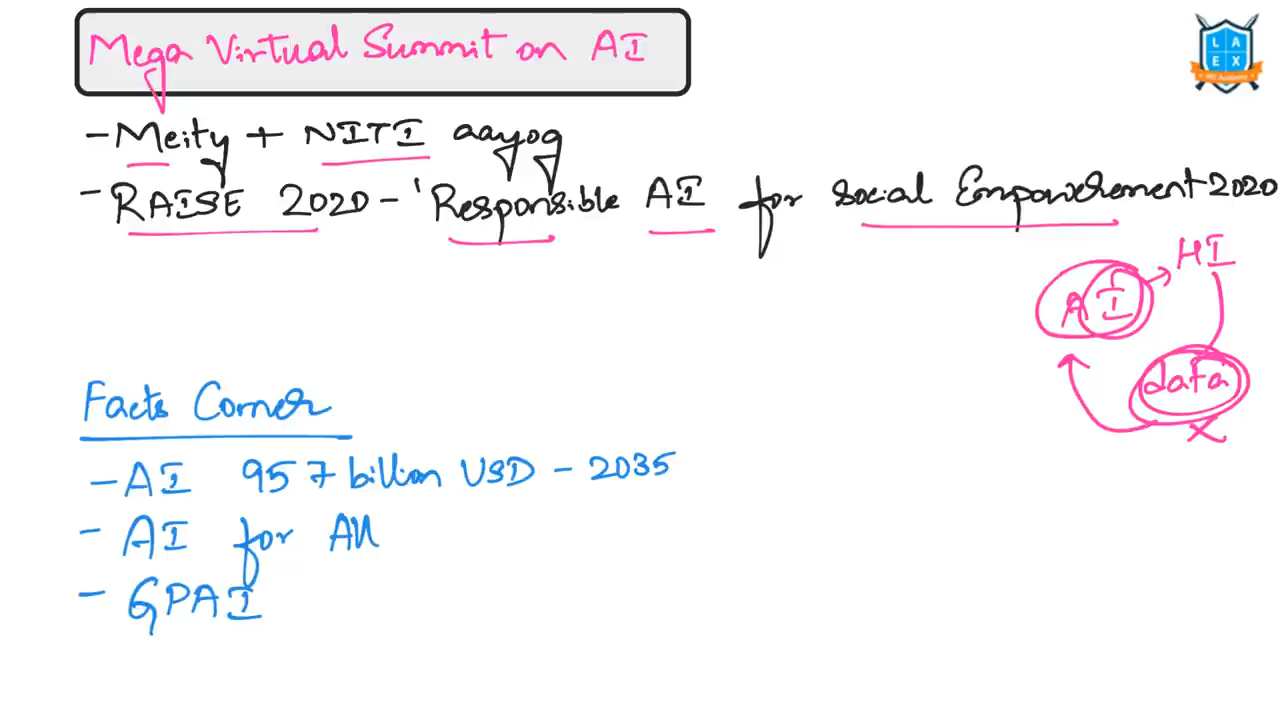 Mega Virtual Summit on AI
- Meity + NITI aayog
- RAISE 2020 - 'Responsible AI for social Empowerement 2020
HI
AI
data
Facts Corner
- AI 957 billion USD - 2035
- AI for All
- GPAI
L A
E X